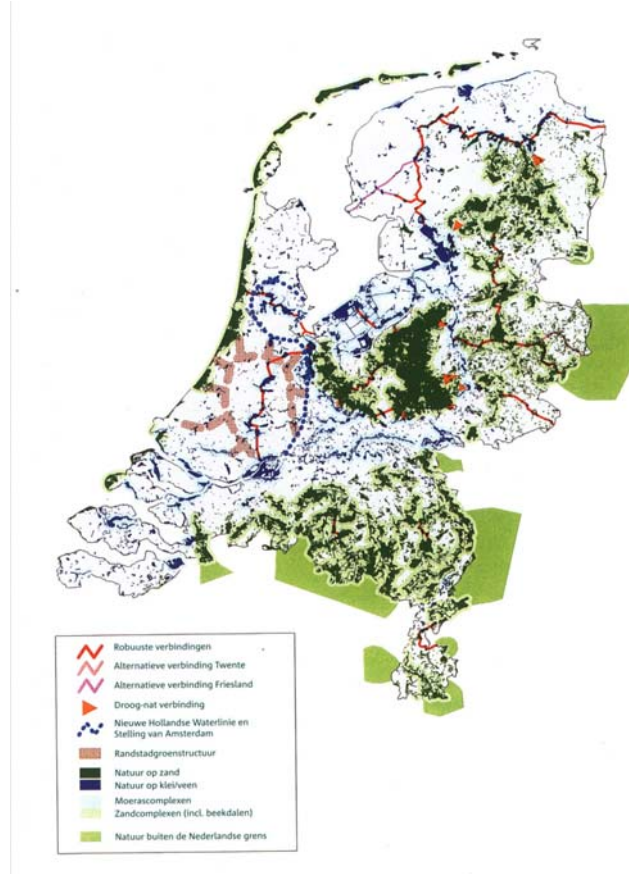 Robuuste verbindingen
Alternatieve verbinding Twente
Alternatieve verbinding Friesland
Droog-nat verbinding
Nieuwe Hollandse Waterlinie en
Stelling van Amsterdam
Randstadgroenstructuur
Natuur op zand
Natuur op klei/veen
Moerascomplexen
Zandcomplexen (incl. beekdalen)
Natuur buiten de Nederlandse grens